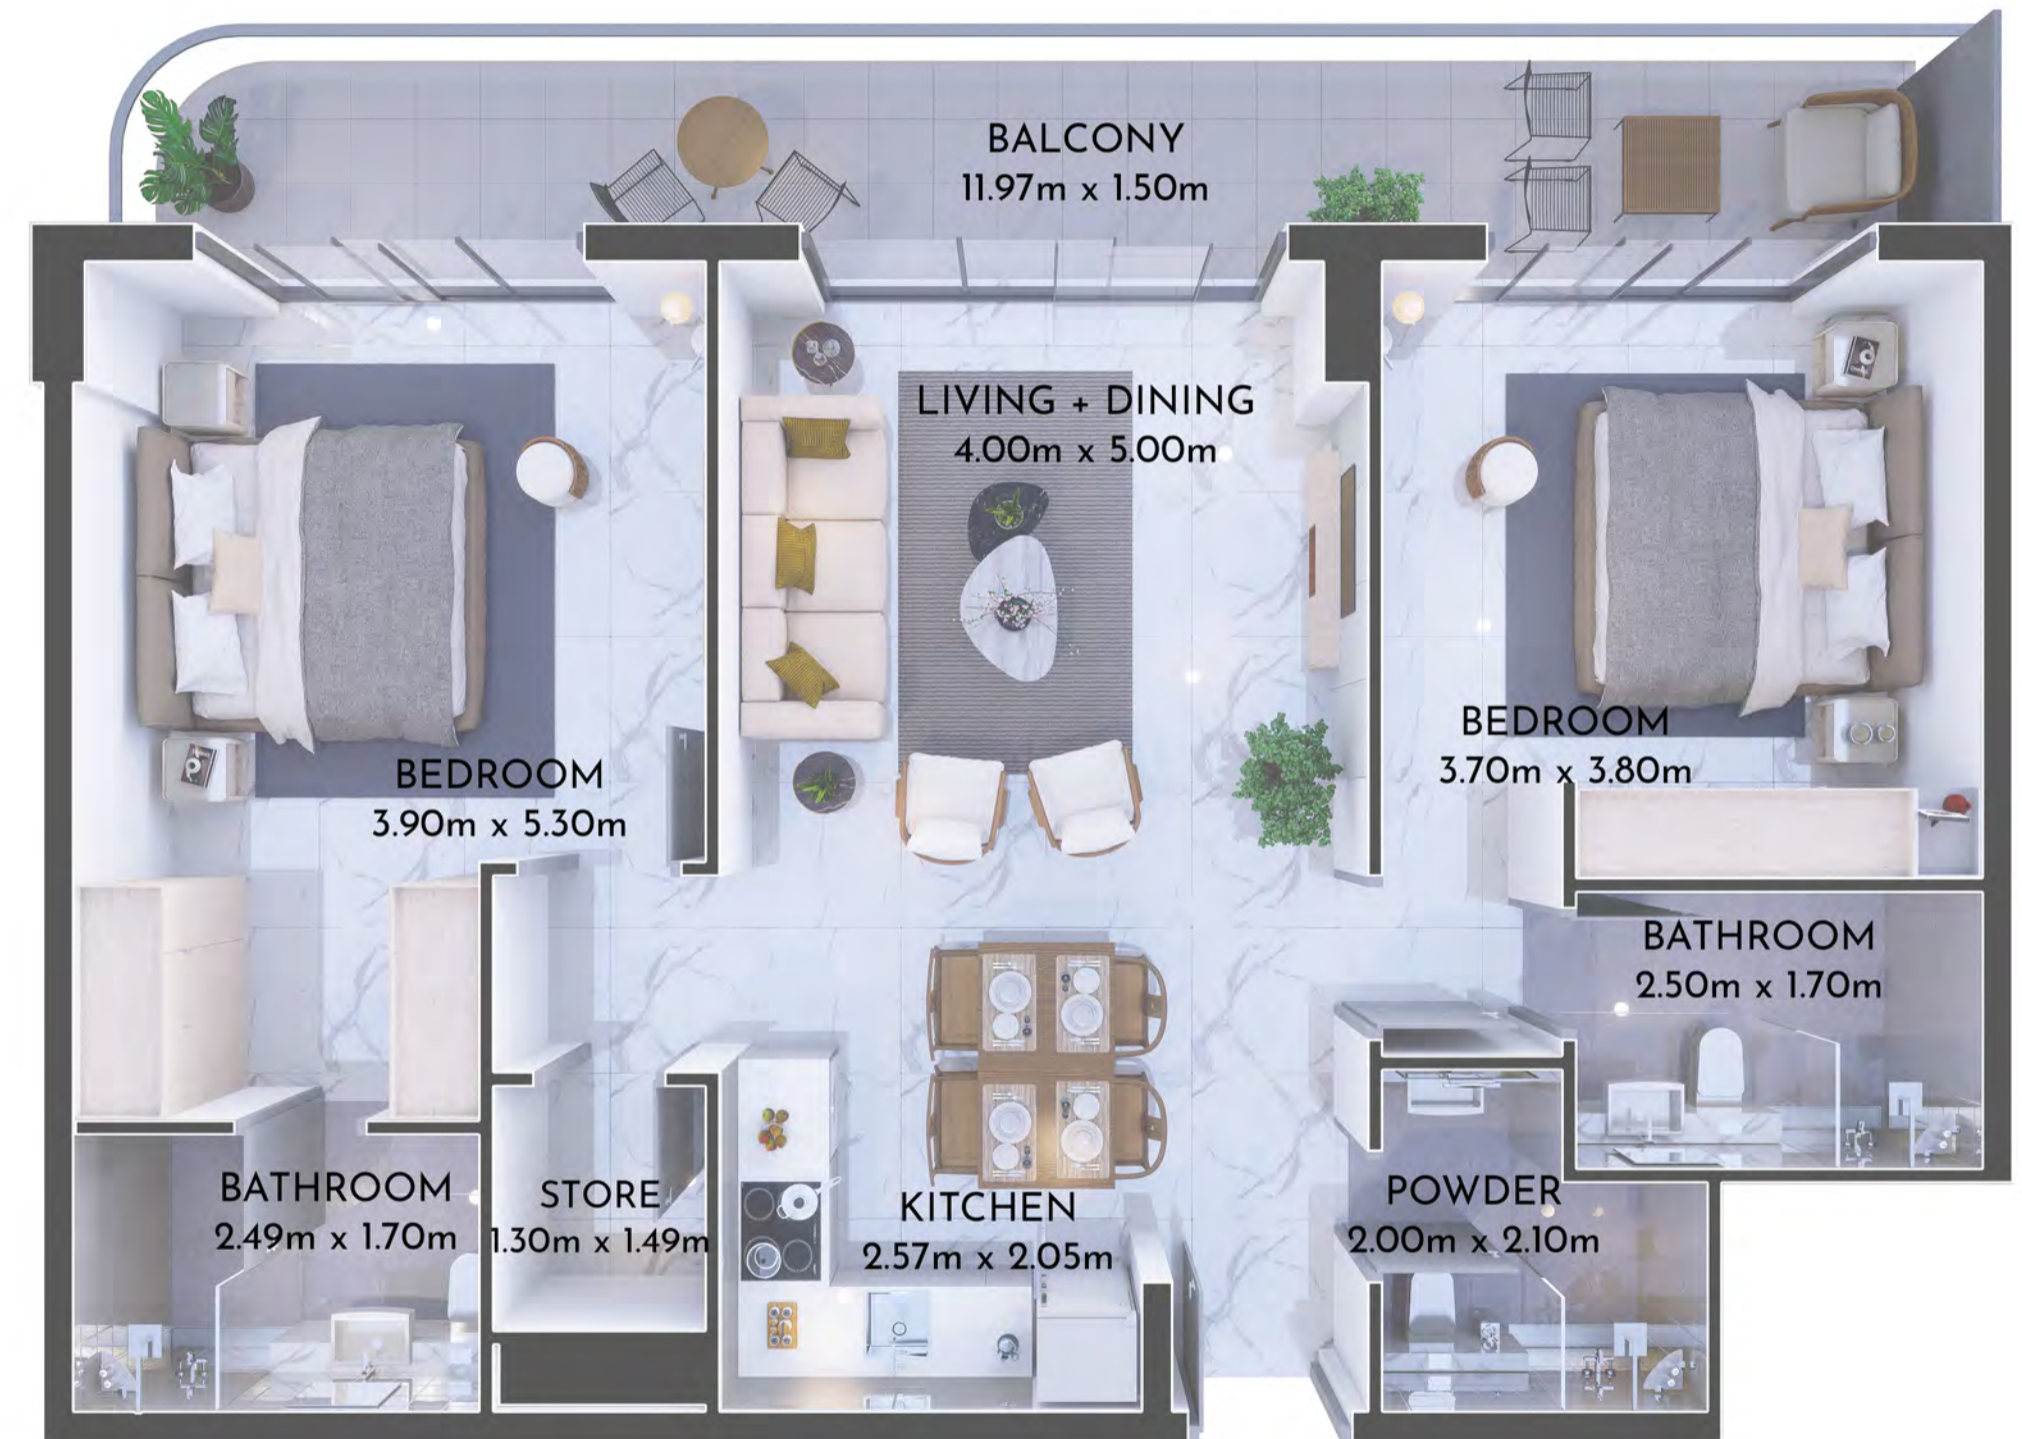 BALCONY
11.97m x 1.50m
LIVING + DINING
4.00m x 5.00m
BEDROOM
3.90m x 5.30m
BEDROOM
3.70m x 3.80m
BATHROOM
2.50m x 1.70m
BATHROOM
2.49m x 1.70m
STORE
1.30m x 1.49m
KITCHEN
2.57m x 2.05m
POWDER
2.00m x 2.10m